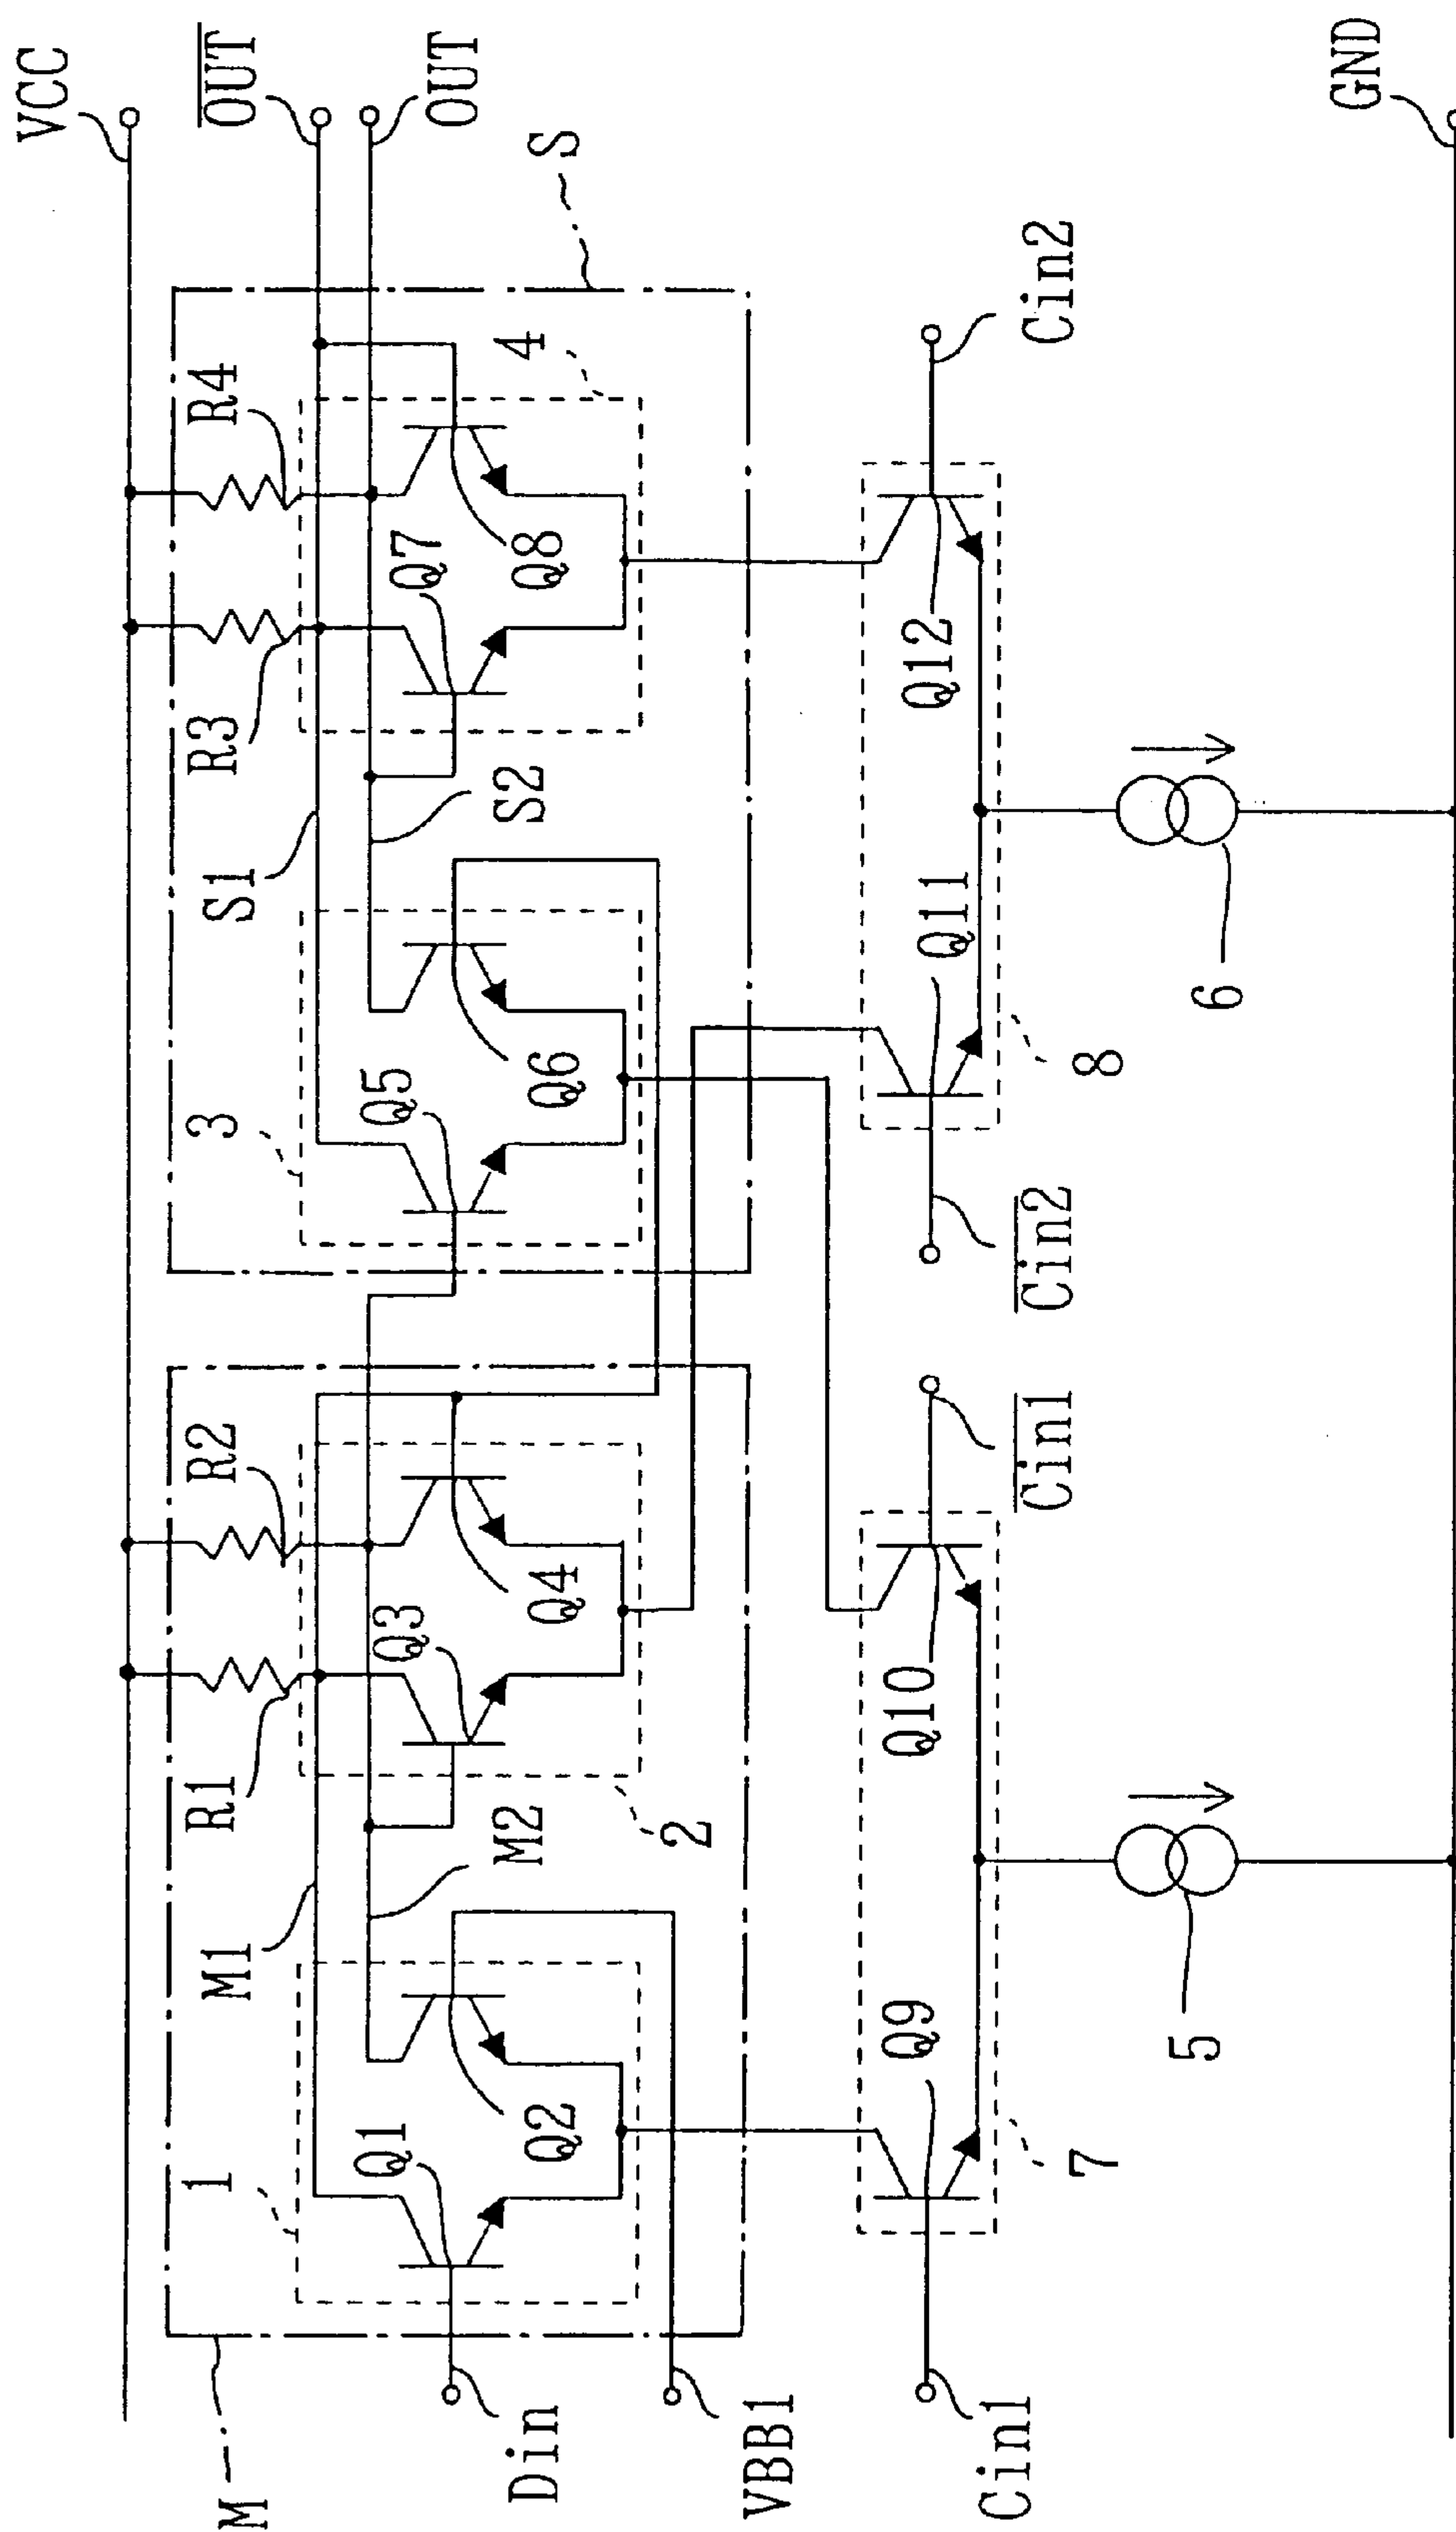 VCC
OUT
OUT
S
R3
R4
S1
4
Q7
Q8
S2
3
Q5
Q6
Cin2
Q12
Q11
8
6
Cin2
M
R1
R2
M1
2
Q3
Q4
M2
1
Q1
Q2
Din
VBB1
Cin1
Q10
Q9
7
5
Cin1
GND